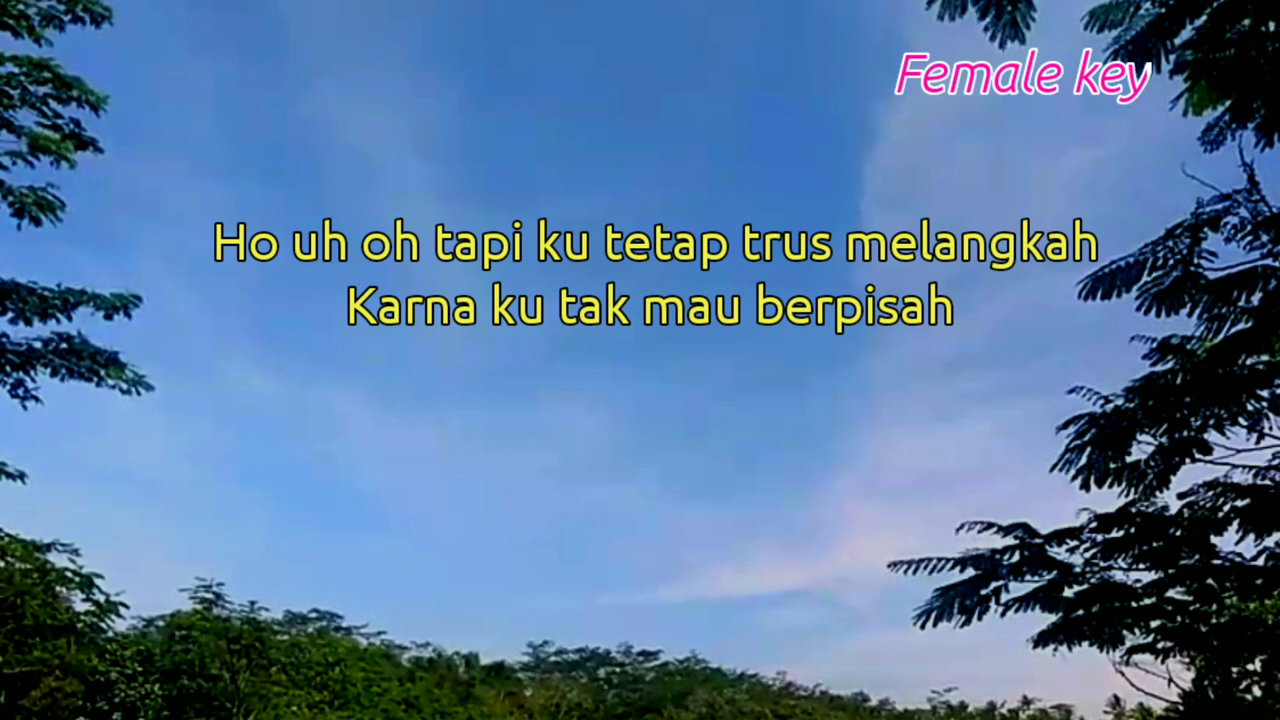 Female key
Ho uh oh tapi ku tetap trus melangkah
Karna ku tak mau berpisah